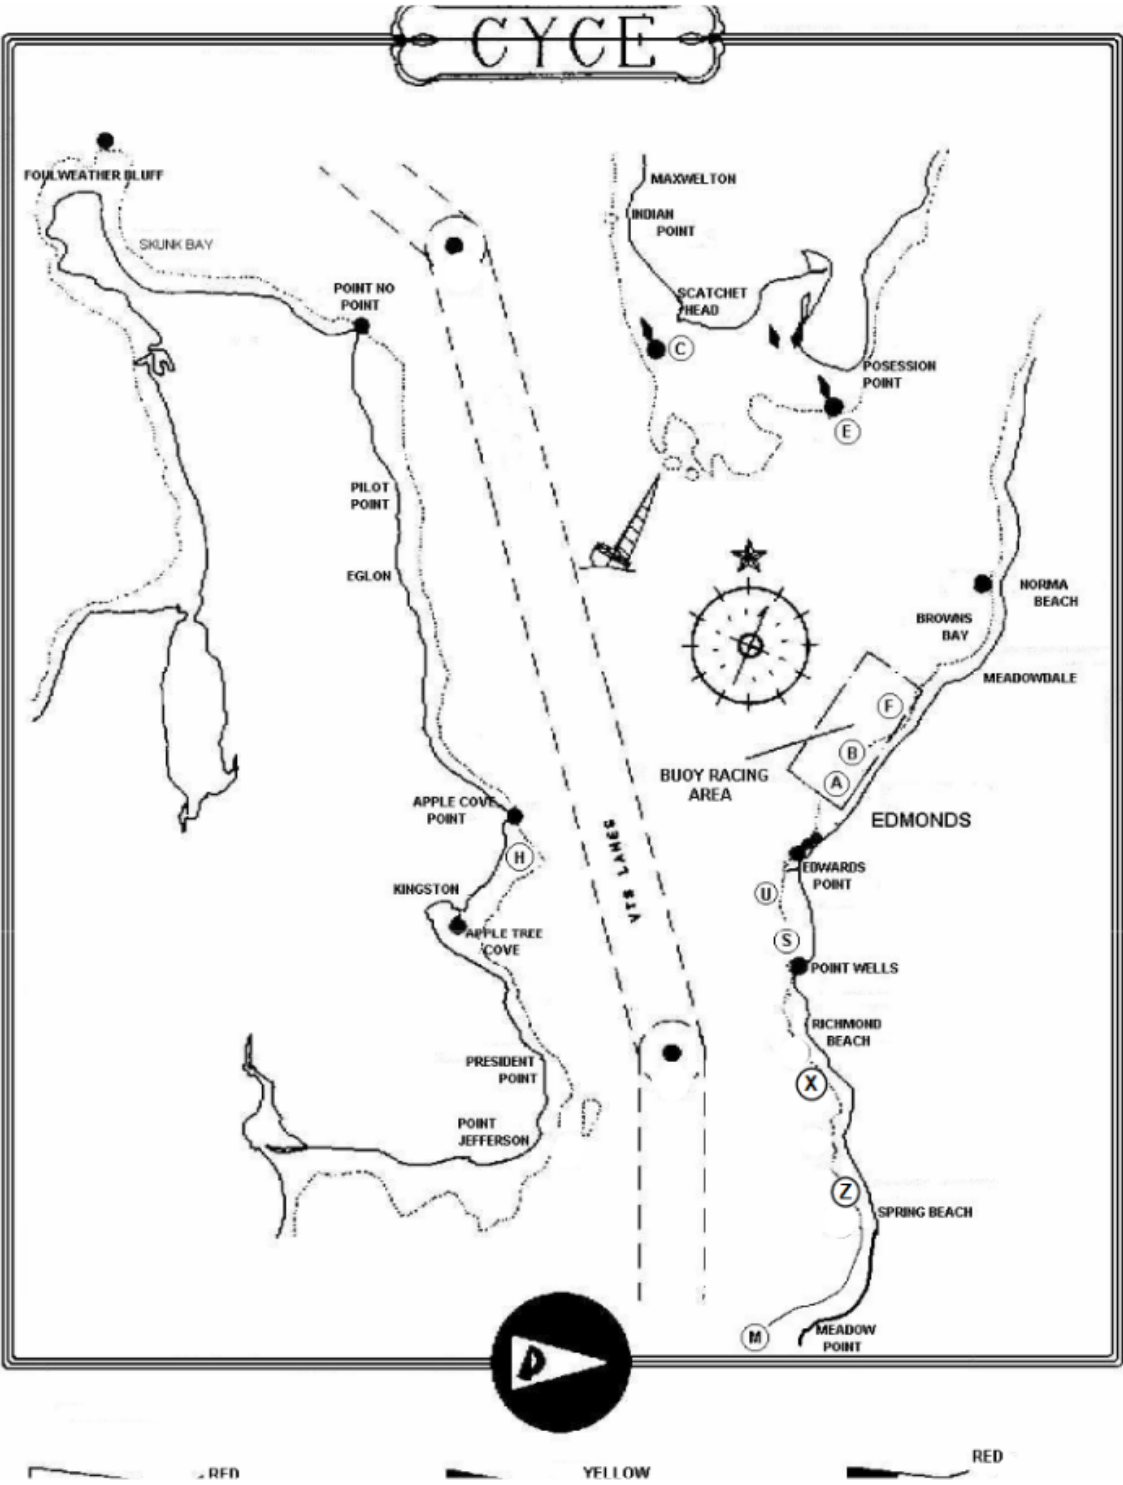 CYCE
FOULWEATHER BLUFF
SKUNK BAY
POINT NO
POINT
MAXWELTON
INDIAN
POINT
SCATCHET
HEAD
C
POSESSION
POINT
E
PILOT
POINT
EGLON
NORMA
BEACH
BROWNS
BAY
MEADOWDALE
F
B
A
BUOY RACING
AREA
EDMONDS
APPLE COVE
POINT
H
VTS LANES
KINGSTON
APPLE TREE
COVE
EDWARDS
POINT
U
S
POINT WELLS
RICHMOND
BEACH
X
PRESIDENT
POINT
POINT
JEFFERSON
Z
SPRING BEACH
M
MEADOW
POINT
D
RED
YELLOW
RED